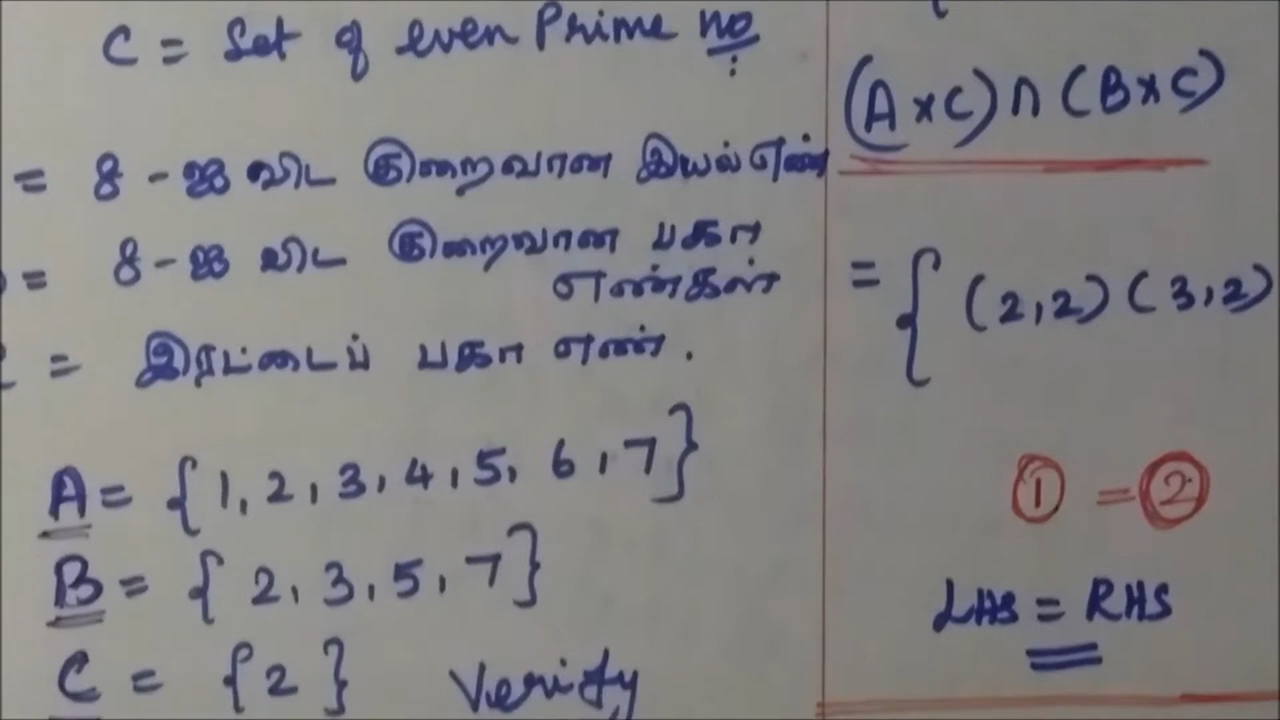 C = Set of even Prime no
= 8 - ஐ விட குறைவான இயல் எண்
= 8 - ஐ விட குறைவான பகா
எண்கள்
= இரட்டைப் பகா எண்.
A = {1, 2, 3, 4, 5, 6, 7}
B = {2, 3, 5, 7}
C = {2} Verify
(A×C)∩(B×C)
= { (2,2) (3,2)
① = ②
LHS = RHS